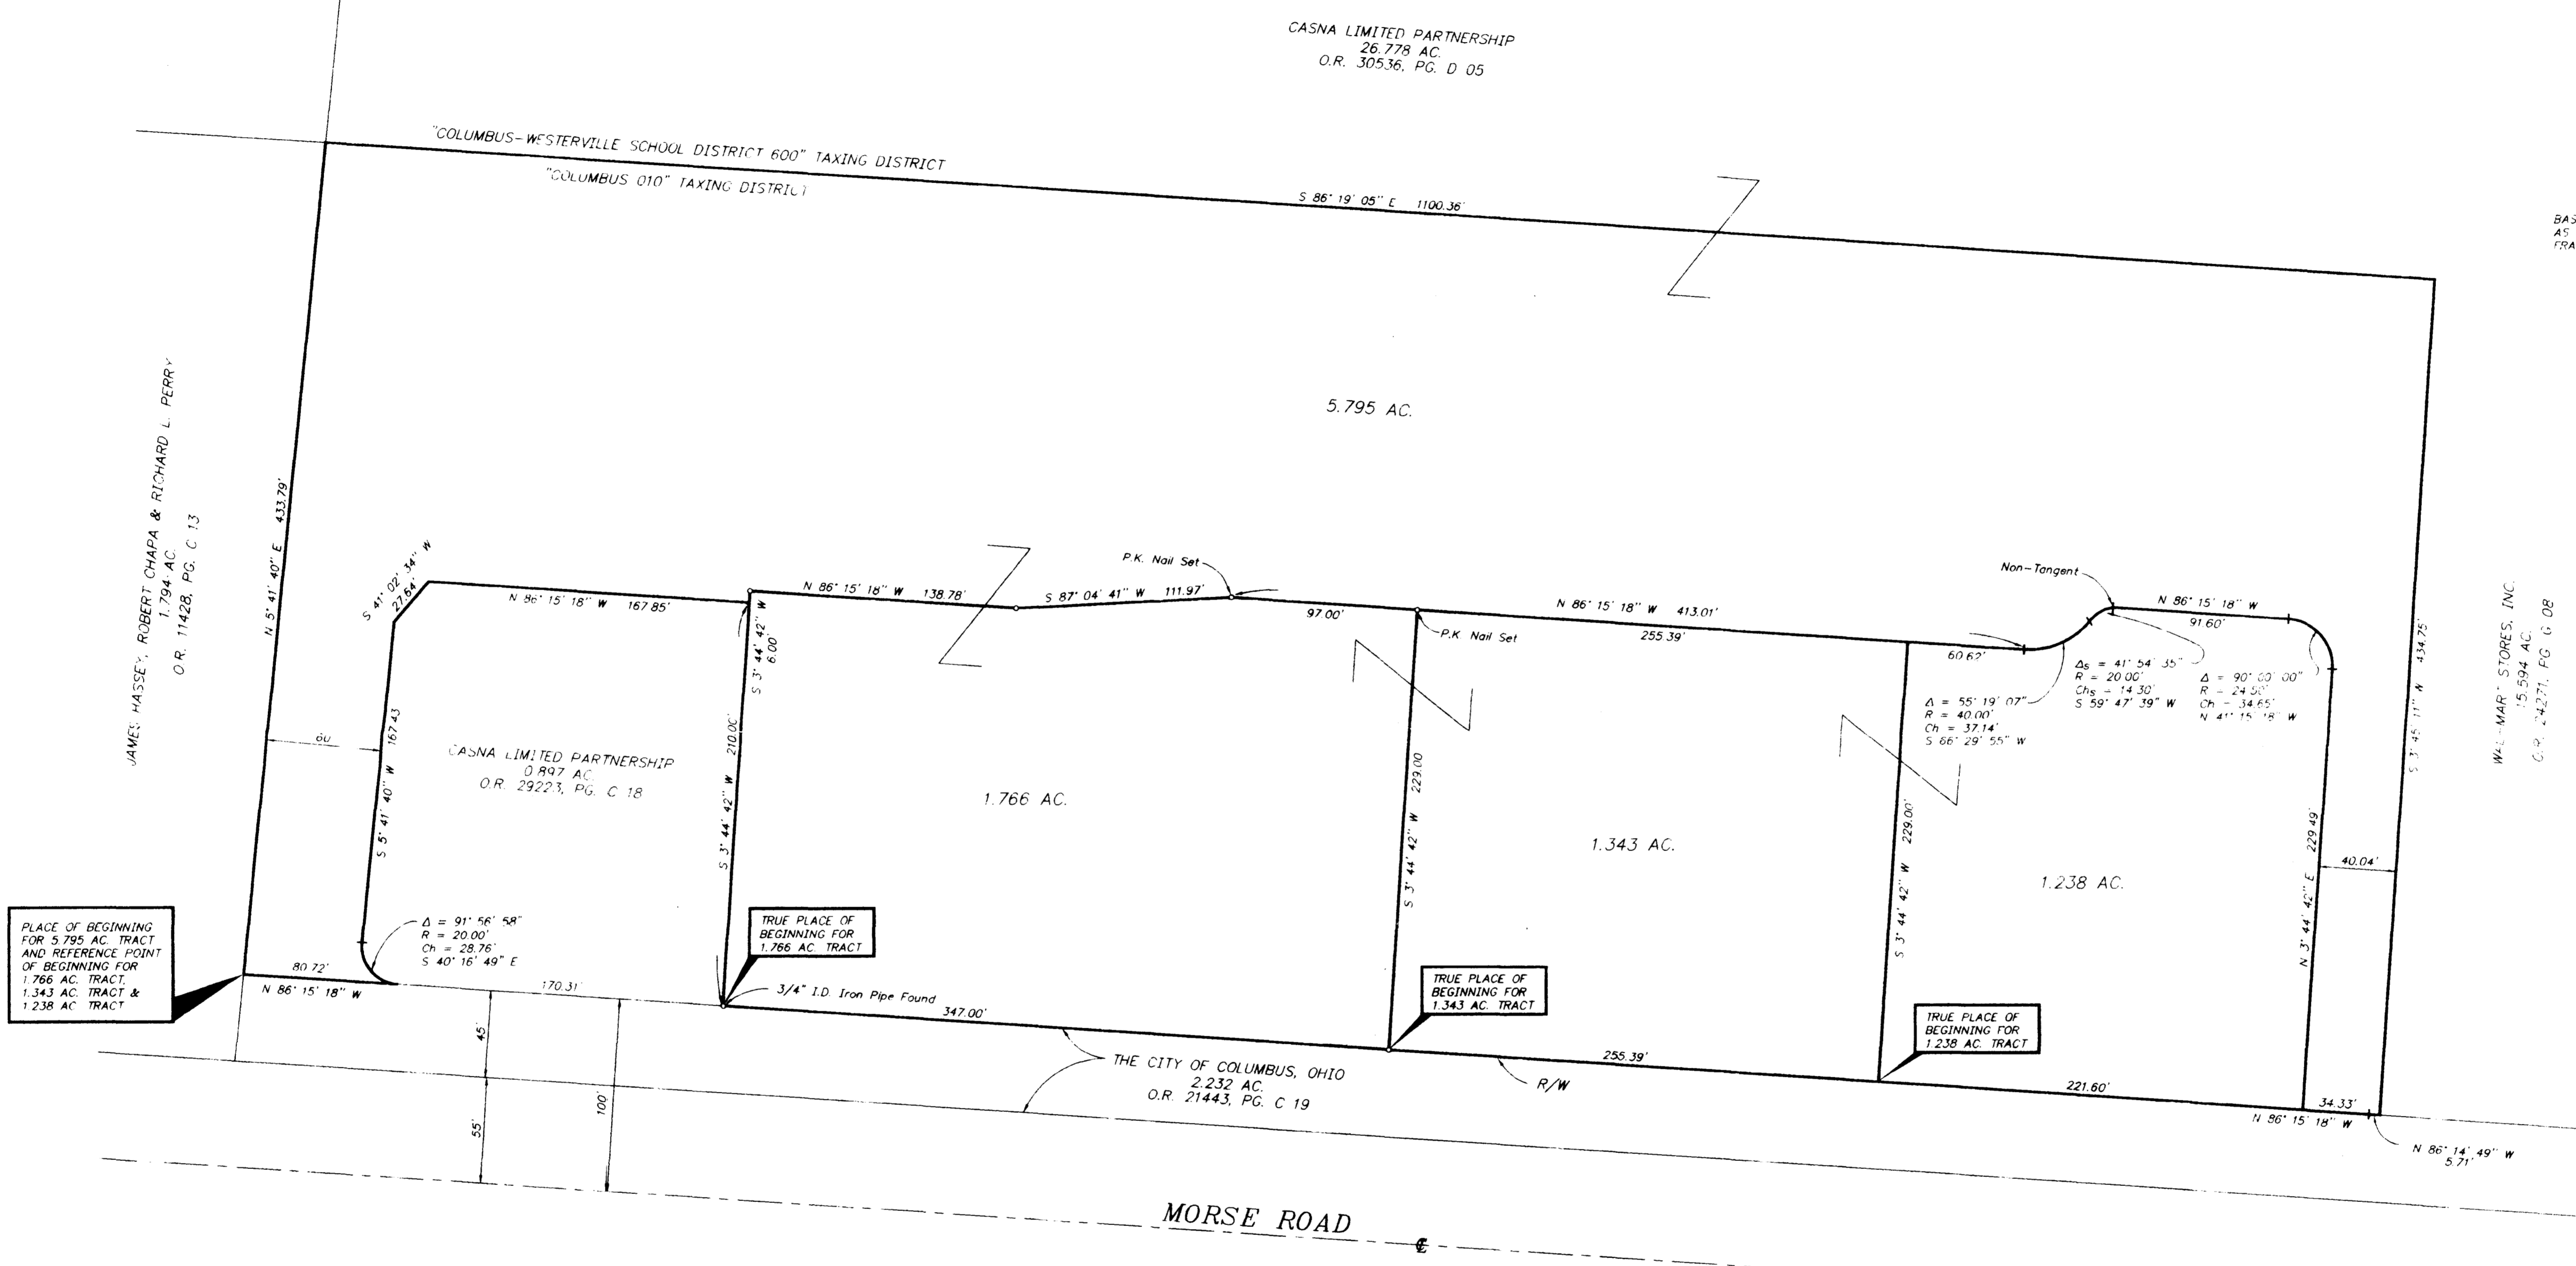 CASNA LIMITED PARTNERSHIP
26.778 AC.
O.R. 30536, PG. D 05
"COLUMBUS-WESTERVILLE SCHOOL DISTRICT 600" TAXING DISTRICT
"COLUMBUS 010" TAXING DISTRICT
S 86° 19' 05" E 1100.36'
BAS
AS
FRA
JAMES HASSEY, ROBERT CHAPA & RICHARD L. PERRY
1.794 AC.
O.R. 11428, PG. C 13
N 5° 41' 40" E 433.79'
5.795 AC.
S 41° 02' 34" W
27.64'
N 86° 15' 18" W 167.85'
S 3° 44' 42" W
6.00'
N 86° 15' 18" W 138.78'
S 87° 04' 41" W 111.97'
P.K. Nail Set
97.00'
P.K. Nail Set
N 86° 15' 18" W 413.01'
255.39'
60.62'
Non-Tangent
N 86° 15' 18" W
91.60'
Δs = 41° 54' 35"
R = 20.00'
Chs = 14.30'
S 59° 47' 39" W
Δ = 90° 00' 00"
R = 24.50'
Ch = 34.65'
N 41° 15' 18" W
Δ = 55° 19' 07"
R = 40.00'
Ch = 37.14'
S 66° 29' 55" W
WAL-MART STORES, INC.
15.594 AC.
O.R. 24271, PG. G 08
S 3° 45' 11" W 434.75'
60'
S 5° 41' 40" W 167.43
CASNA LIMITED PARTNERSHIP
0.897 AC.
O.R. 29223, PG. C 18
S 3° 44' 42" W 210.00'
1.766 AC.
S 3° 44' 42" W 229.00
1.343 AC.
S 3° 44' 42" W 229.00'
1.238 AC.
N 3° 44' 42" E 229.49'
40.04'
PLACE OF BEGINNING
FOR 5.795 AC. TRACT
AND REFERENCE POINT
OF BEGINNING FOR
1.766 AC. TRACT,
1.343 AC. TRACT &
1.238 AC. TRACT
80.72'
N 86° 15' 18" W
Δ = 91° 56' 58"
R = 20.00'
Ch = 28.76'
S 40° 16' 49" E
170.31'
TRUE PLACE OF
BEGINNING FOR
1.766 AC. TRACT
3/4" I.D. Iron Pipe Found
347.00'
TRUE PLACE OF
BEGINNING FOR
1.343 AC. TRACT
255.39'
R/W
TRUE PLACE OF
BEGINNING FOR
1.238 AC. TRACT
221.60'
34.33'
N 86° 15' 18" W
N 86° 14' 49" W
5.71'
45'
55'
100'
THE CITY OF COLUMBUS, OHIO
2.232 AC.
O.R. 21443, PG. C 19
MORSE ROAD
℄